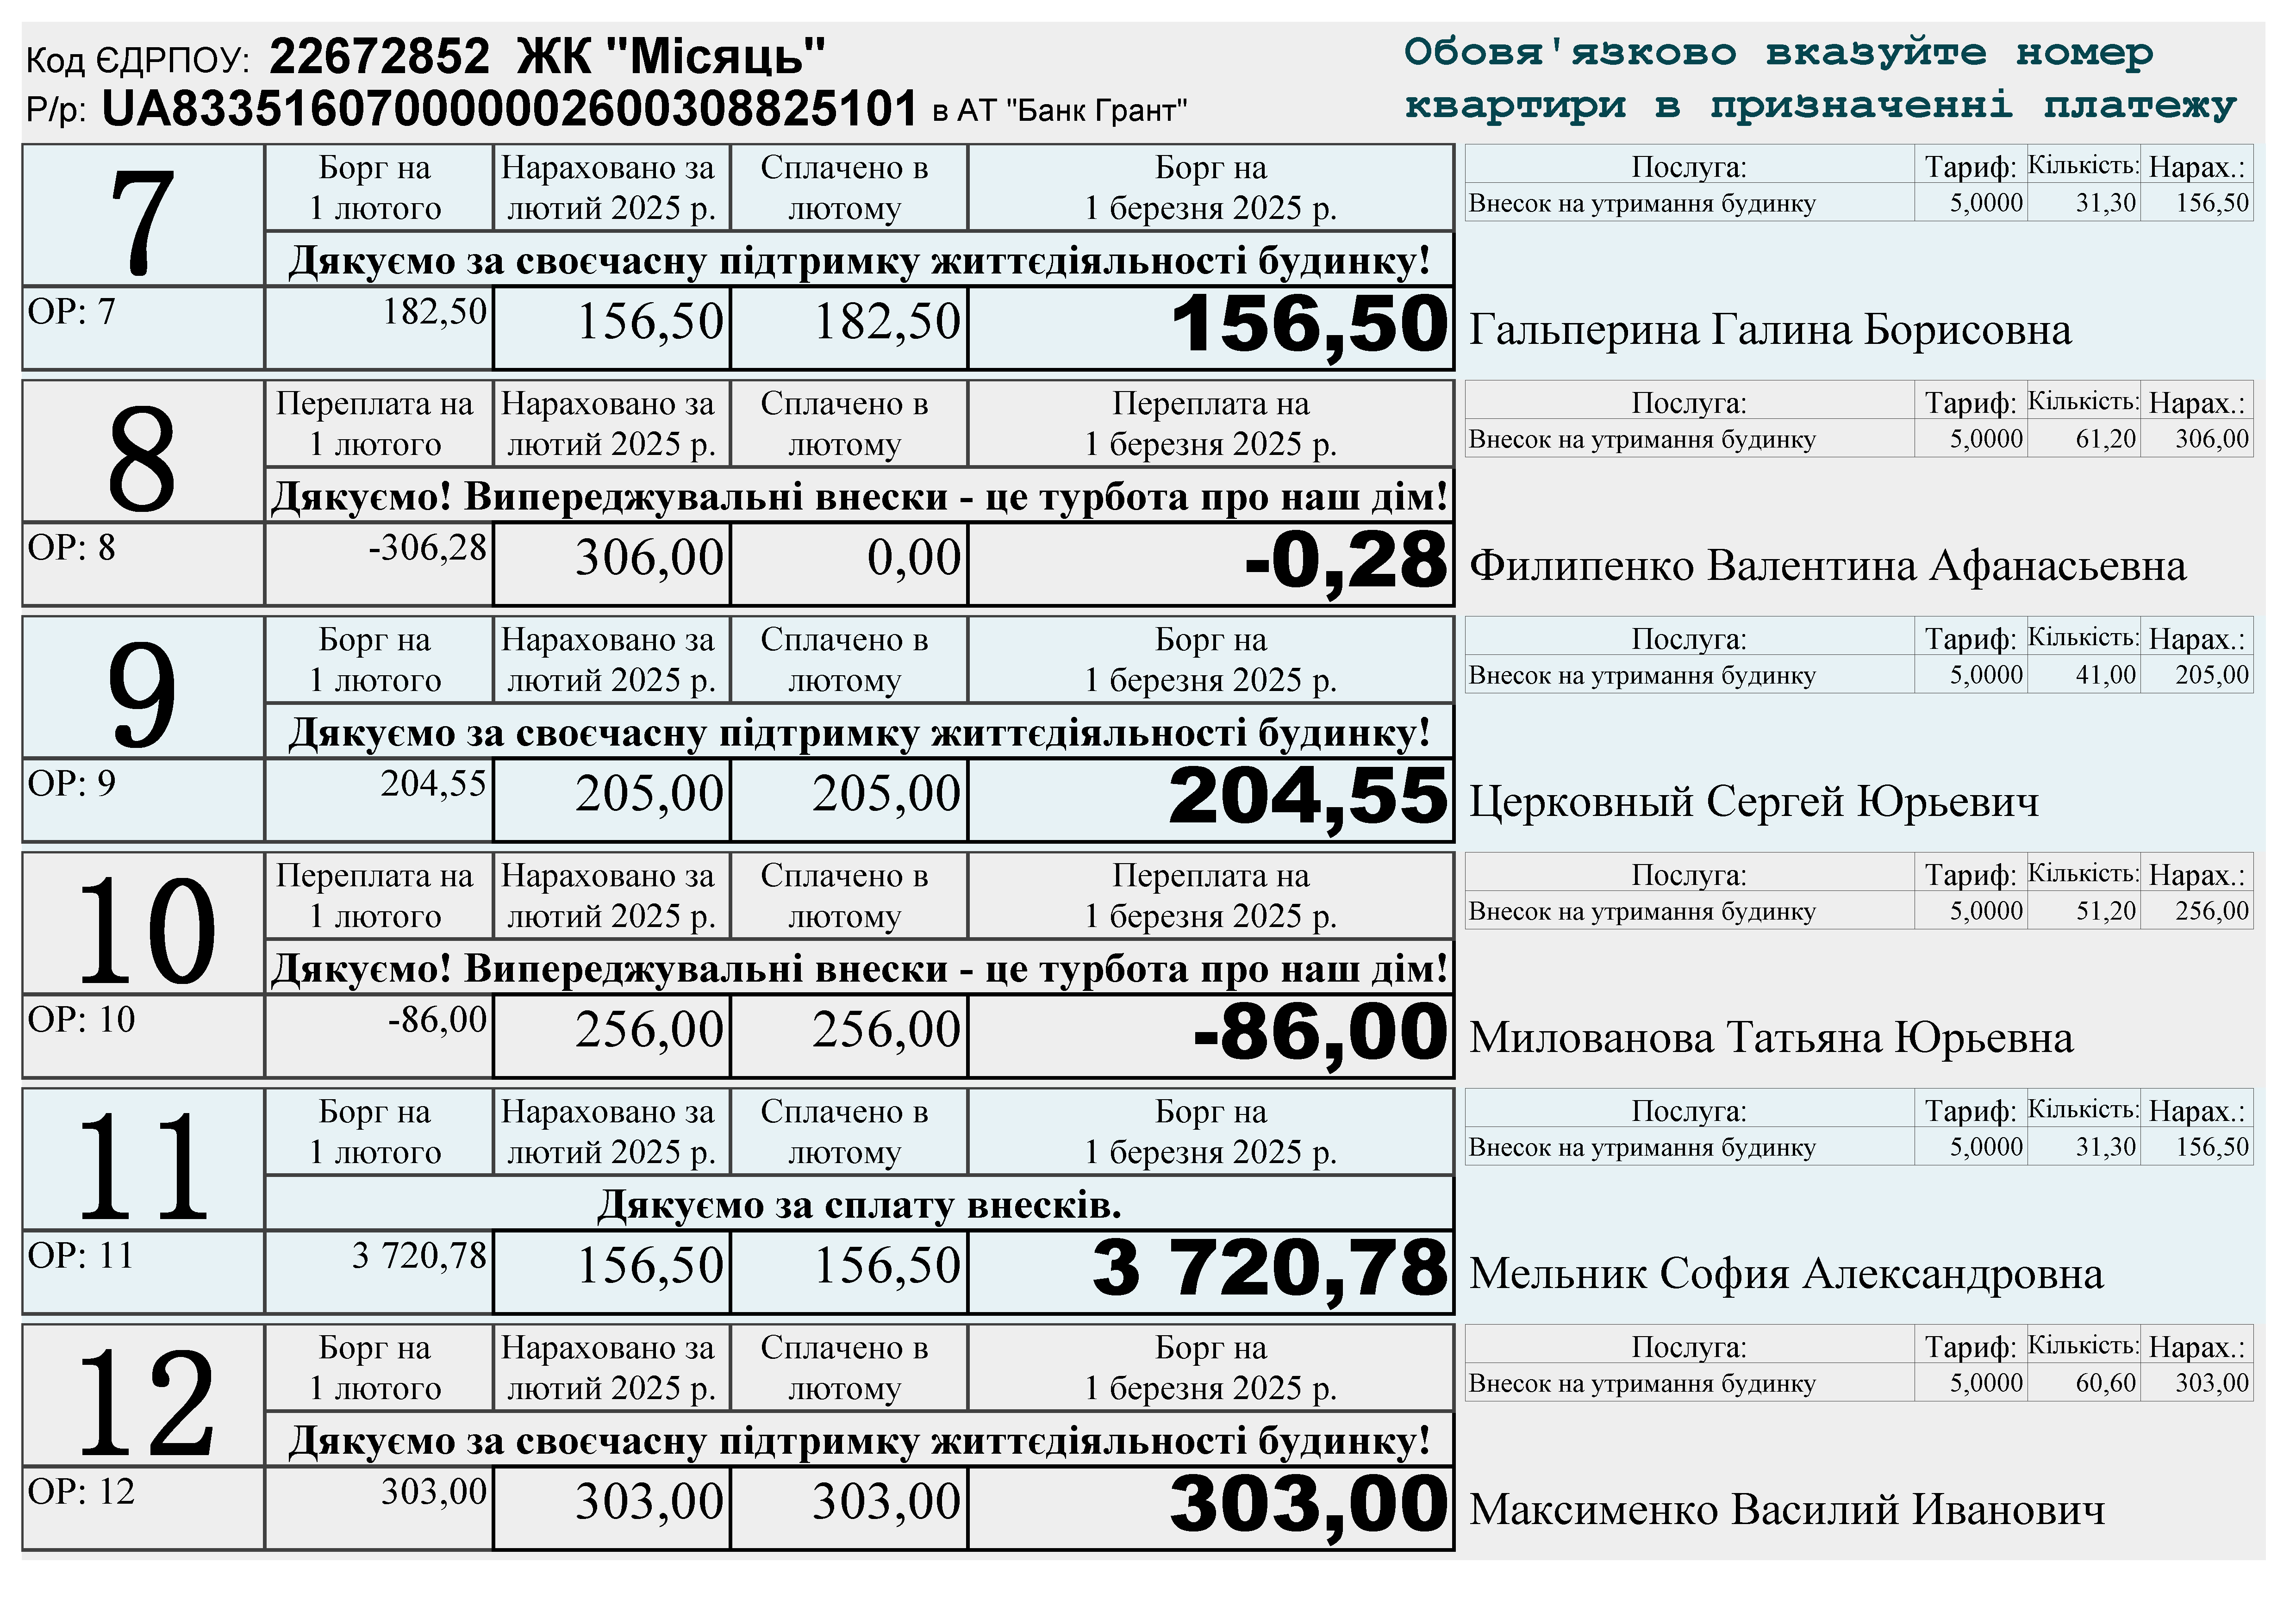 Код ЄДРПОУ: 22672852 ЖК "Місяць"
Р/р: UA833516070000002600308825101 в АТ "Банк Грант"
Обовя'язково вказуйте номер
квартири в призначенні платежу
7
Борг на
1 лютого
Нараховано за
лютий 2025 р.
Сплачено в
лютому
Борг на
1 березня 2025 р.
Дякуємо за своєчасну підтримку життєдіяльності будинку!
ОР: 7 182,50 156,50 182,50 156,50
Послуга: Тариф: Кількість: Нарах.:
Внесок на утримання будинку 5,0000 31,30 156,50
Гальперина Галина Борисовна
8
Переплата на
1 лютого
Нараховано за
лютий 2025 р.
Сплачено в
лютому
Переплата на
1 березня 2025 р.
Дякуємо! Випереджувальні внески - це турбота про наш дім!
ОР: 8 -306,28 306,00 0,00 -0,28
Послуга: Тариф: Кількість: Нарах.:
Внесок на утримання будинку 5,0000 61,20 306,00
Филипенко Валентина Афанасьевна
9
Борг на
1 лютого
Нараховано за
лютий 2025 р.
Сплачено в
лютому
Борг на
1 березня 2025 р.
Дякуємо за своєчасну підтримку життєдіяльності будинку!
ОР: 9 204,55 205,00 205,00 204,55
Послуга: Тариф: Кількість: Нарах.:
Внесок на утримання будинку 5,0000 41,00 205,00
Церковный Сергей Юрьевич
10
Переплата на
1 лютого
Нараховано за
лютий 2025 р.
Сплачено в
лютому
Переплата на
1 березня 2025 р.
Дякуємо! Випереджувальні внески - це турбота про наш дім!
ОР: 10 -86,00 256,00 256,00 -86,00
Послуга: Тариф: Кількість: Нарах.:
Внесок на утримання будинку 5,0000 51,20 256,00
Милованова Татьяна Юрьевна
11
Борг на
1 лютого
Нараховано за
лютий 2025 р.
Сплачено в
лютому
Борг на
1 березня 2025 р.
Дякуємо за сплату внесків.
ОР: 11 3 720,78 156,50 156,50 3 720,78
Послуга: Тариф: Кількість: Нарах.:
Внесок на утримання будинку 5,0000 31,30 156,50
Мельник София Александровна
12
Борг на
1 лютого
Нараховано за
лютий 2025 р.
Сплачено в
лютому
Борг на
1 березня 2025 р.
Дякуємо за своєчасну підтримку життєдіяльності будинку!
ОР: 12 303,00 303,00 303,00 303,00
Послуга: Тариф: Кількість: Нарах.:
Внесок на утримання будинку 5,0000 60,60 303,00
Максименко Василий Иванович